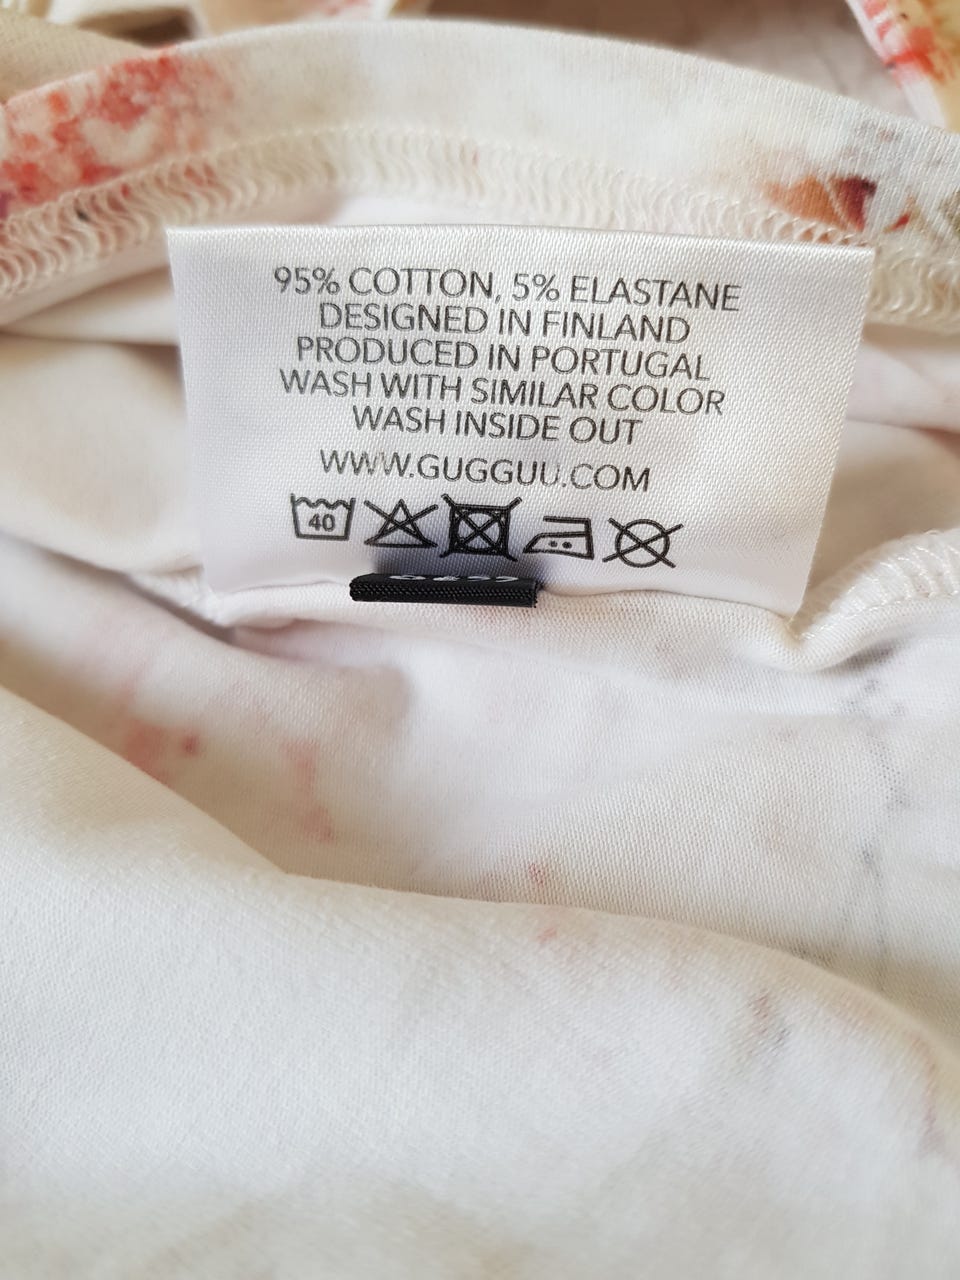 95% COTTON, 5% ELASTANE
DESIGNED IN FINLAND
PRODUCED IN PORTUGAL
WASH WITH SIMILAR COLOR
WASH INSIDE OUT
WWW.GUGGUU.COM
40